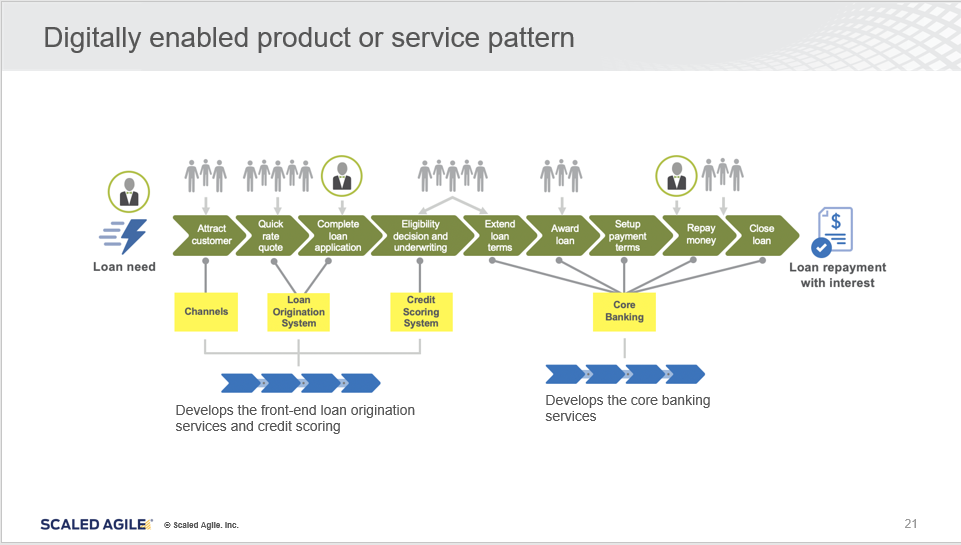 Digitally enabled product or service pattern
Loan need
Attract
customer
Quick
rate
quote
Complete
loan
application
Eligibility
decision and
underwriting
Extend
loan
terms
Award
loan
Setup
payment
terms
Repay
money
Close
loan
$
Loan repayment
with interest
Channels
Loan
Origination
System
Credit
Scoring
System
Core
Banking
Develops the front-end loan origination
services and credit scoring
Develops the core banking
services
SCALED AGILE
© Scaled Agile. Inc.
21